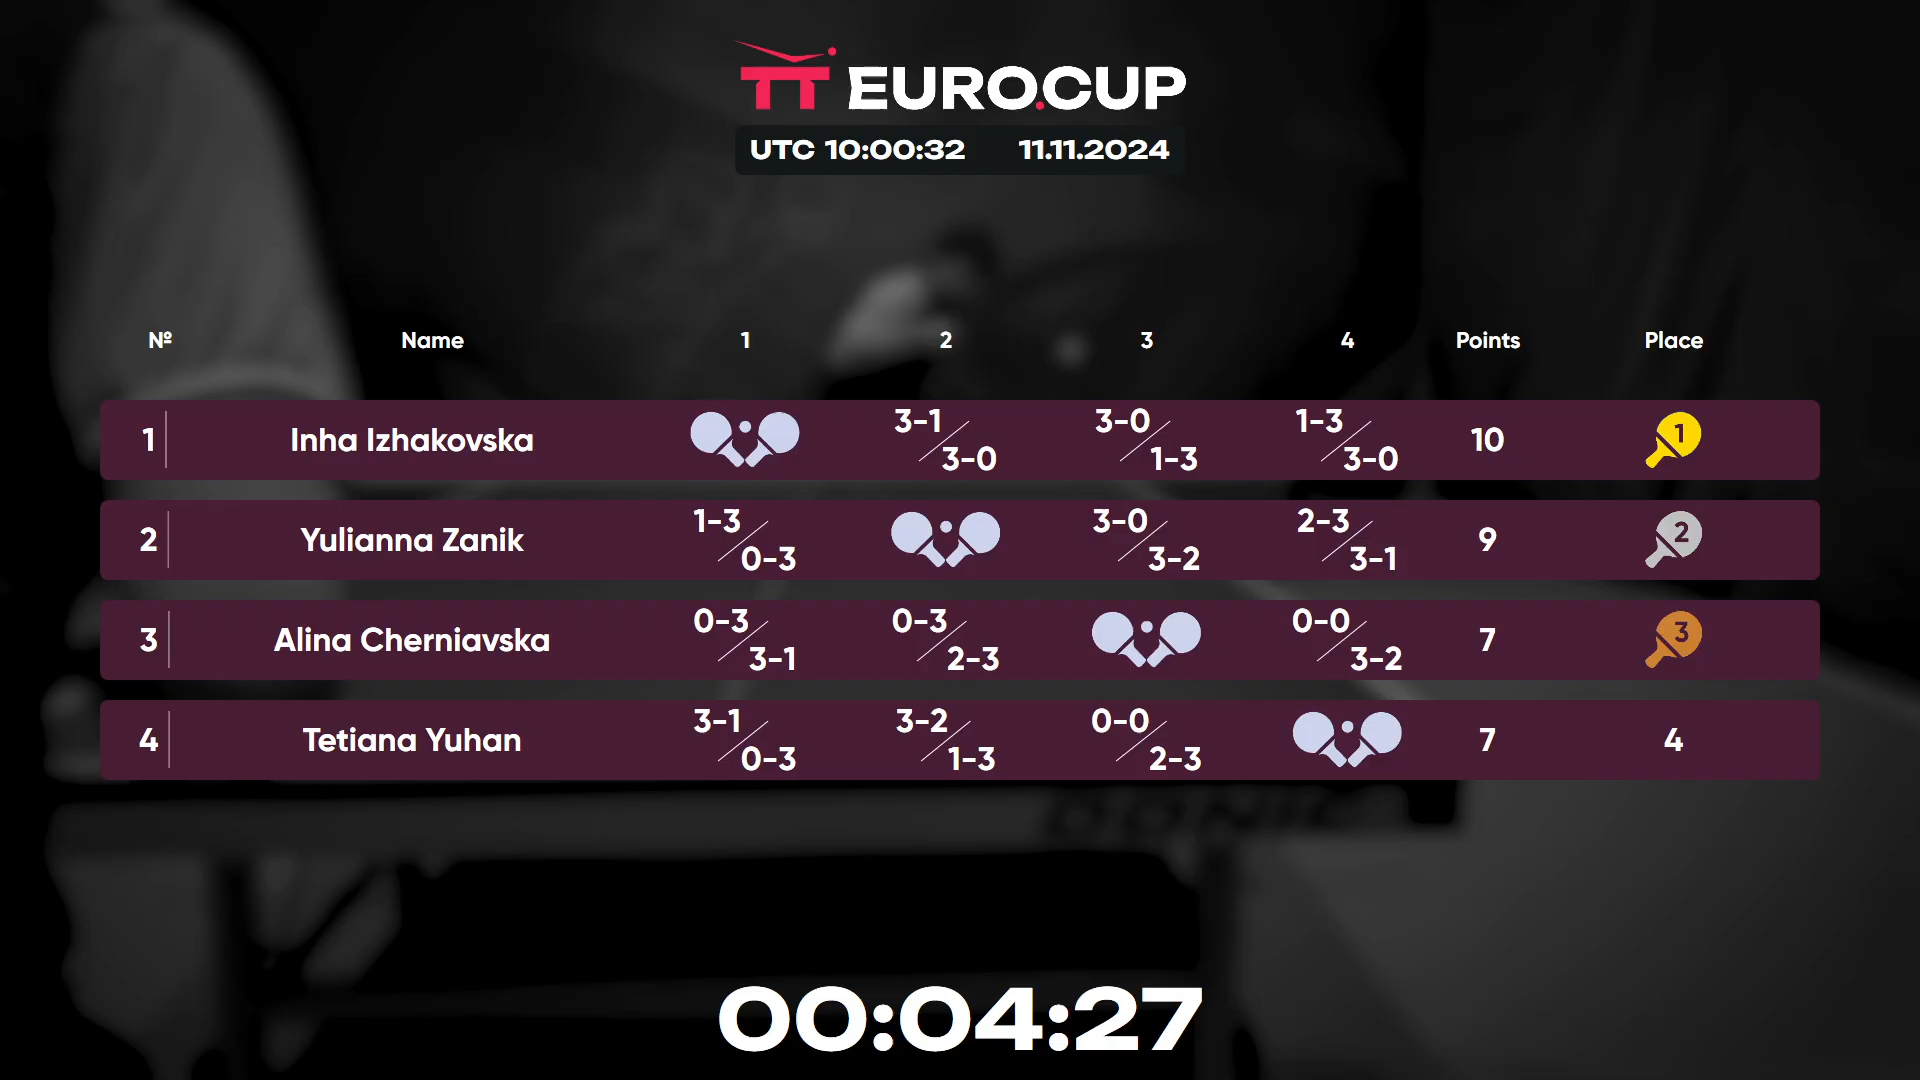 TT EURO.CUP
UTC 10:00:32 11.11.2024
Nº Name 1 2 3 4 Points Place
1 Inha Izhakovska 3-1 3-0 3-0 1-3 1-3 3-0 10 1
2 Yulianna Zanik 1-3 0-3 3-0 3-2 2-3 3-1 9 2
3 Alina Cherniavska 0-3 3-1 0-3 2-3 0-0 3-2 7 3
4 Tetiana Yuhan 3-1 0-3 3-2 1-3 0-0 2-3 7 4
00:04:27